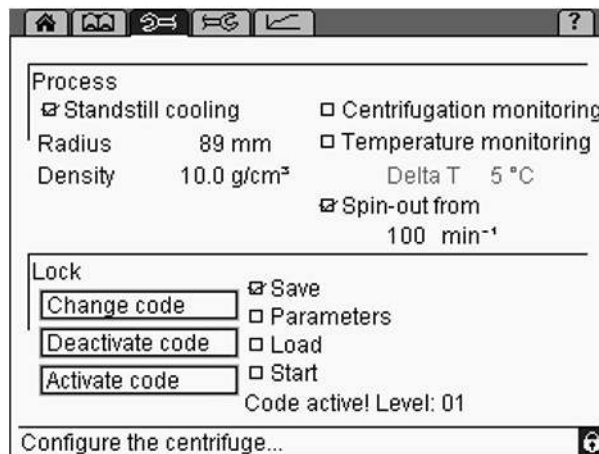 ?
Process
Standstill cooling
Radius 89 mm
Density 10.0 g/cm³
Centrifugation monitoring
Temperature monitoring
Delta T 5 °C
Spin-out from
100 min⁻¹
Lock
Change code
Deactivate code
Activate code
Save
Parameters
Load
Start
Code active! Level: 01
Configure the centrifuge...